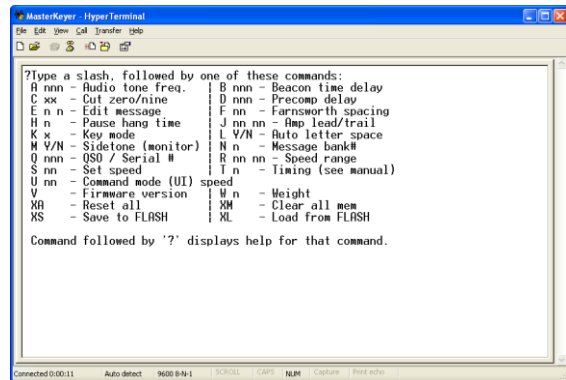 MasterKeyer - HyperTerminal
File Edit View Call Transfer Help
?Type a slash, followed by one of these commands:
A nnn - Audio tone freq. | B nnn - Beacon time delay
C xx - Cut zero/nine | D nnn - Precomp delay
E n n - Edit message | F nn - Farnsworth spacing
H n - Pause hang time | J nn nn - Amp lead/trail
K x - Key mode | L Y/N - Auto letter space
M Y/N - Sidetone (monitor) | N n - Message bank#
Q nnn - QSO / Serial # | R nn nn - Speed range
S nn - Set speed | T n - Timing (see manual)
U nn - Command mode (UI) speed
V - Firmware version | W n - Weight
XA - Reset all | XM - Clear all mem
XS - Save to FLASH | XL - Load from FLASH
Command followed by '?' displays help for that command.
Connected 0:00:11 Auto detect 9600 8-N-1 SCROLL CAPS NUM Capture Print echo